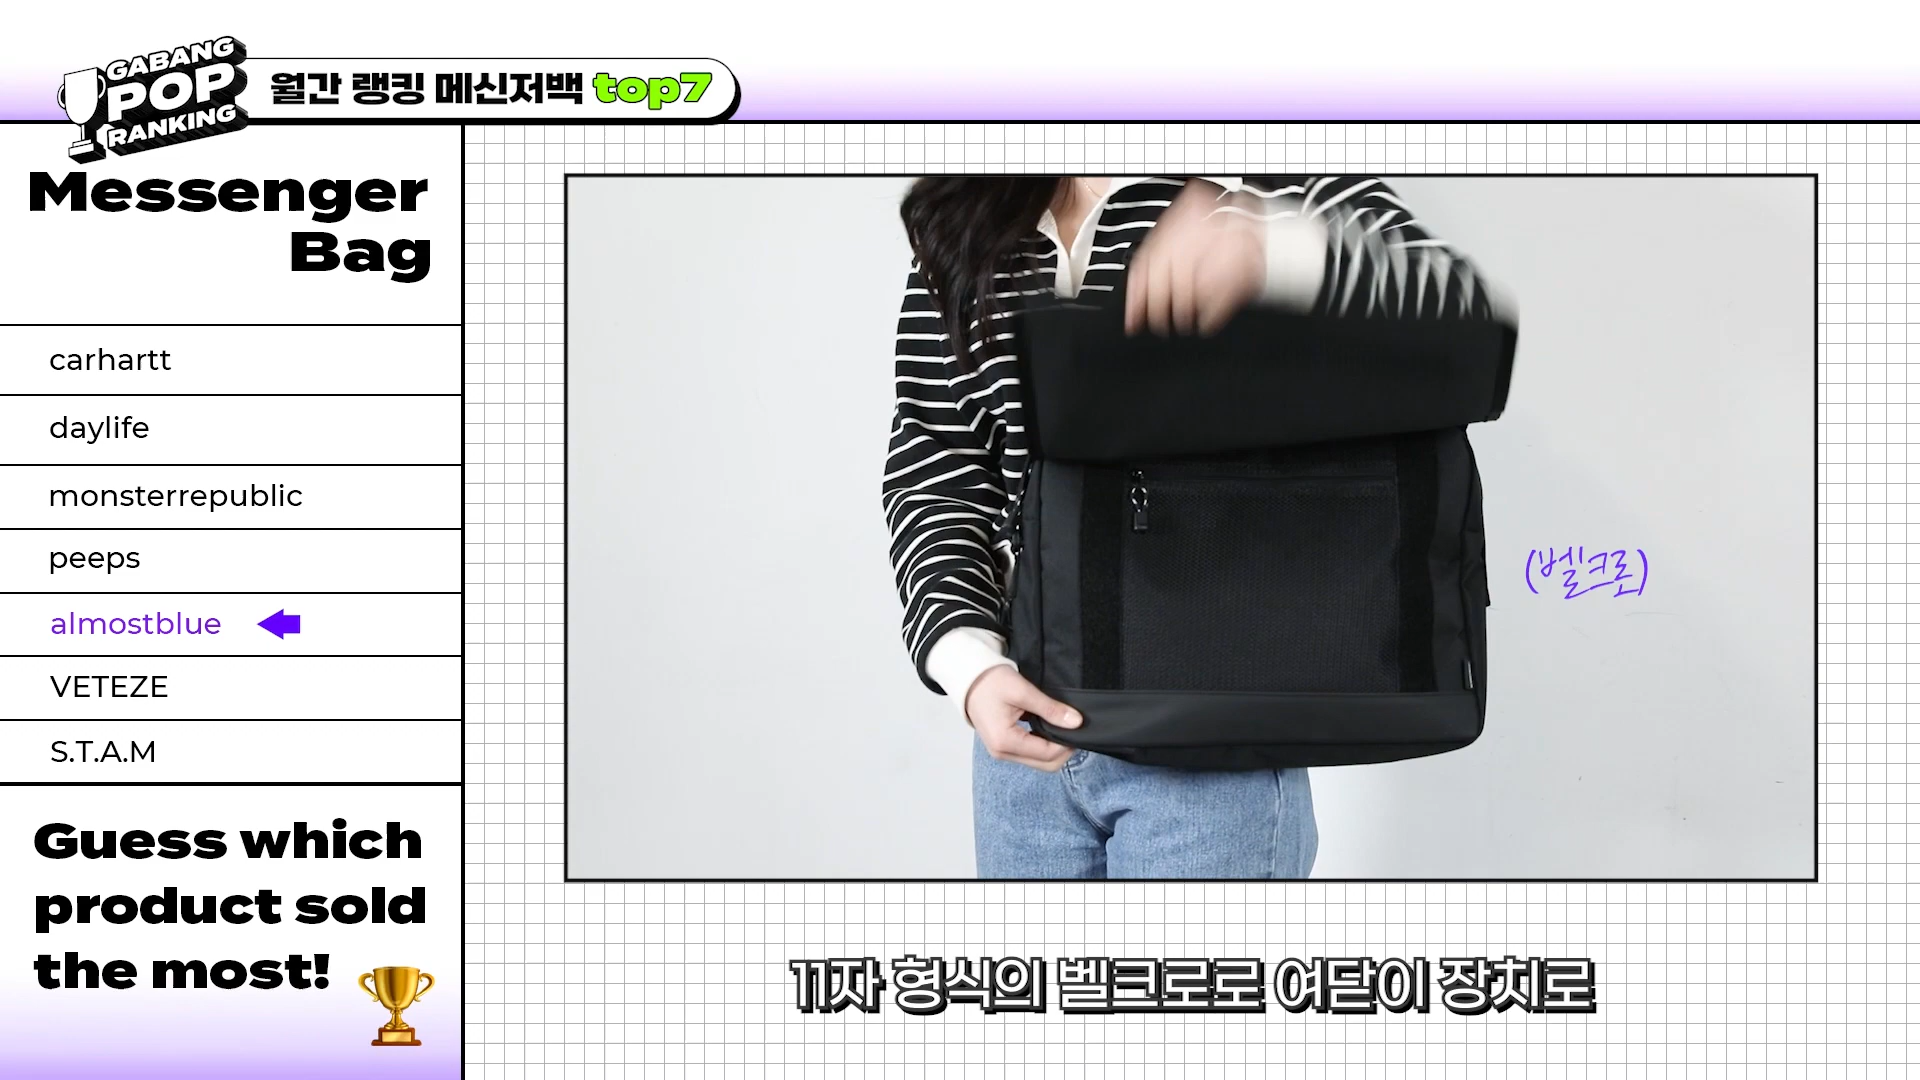 GABANG
POP
RANKING
월간 랭킹 메신저백 top7
Messenger
Bag
carhartt
daylife
monsterrepublic
peeps
almostblue
VETEZE
S.T.A.M
Guess which
product sold
the most!
(벨크로)
11자 형식의 벨크로로 여닫이 장치로